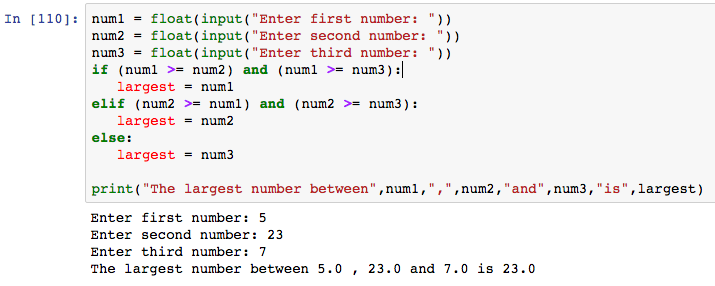 In [110]: num1 = float(input("Enter first number: "))
num2 = float(input("Enter second number: "))
num3 = float(input("Enter third number: "))
if (num1 >= num2) and (num1 >= num3):
   largest = num1
elif (num2 >= num1) and (num2 >= num3):
   largest = num2
else:
   largest = num3
print("The largest number between",num1,",",num2,"and",num3,"is",largest)
Enter first number: 5
Enter second number: 23
Enter third number: 7
The largest number between 5.0 , 23.0 and 7.0 is 23.0